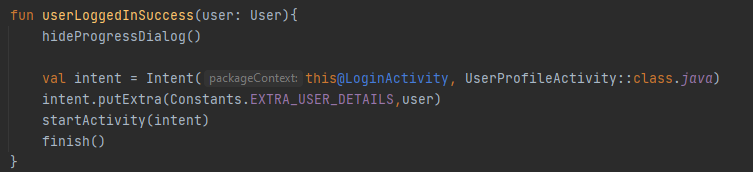 fun userLoggedInSuccess(user: User){
hideProgressDialog()
val intent = Intent( packageContext: this@LoginActivity, UserProfileActivity::class.java)
intent.putExtra(Constants.EXTRA_USER_DETAILS,user)
startActivity(intent)
finish()
}